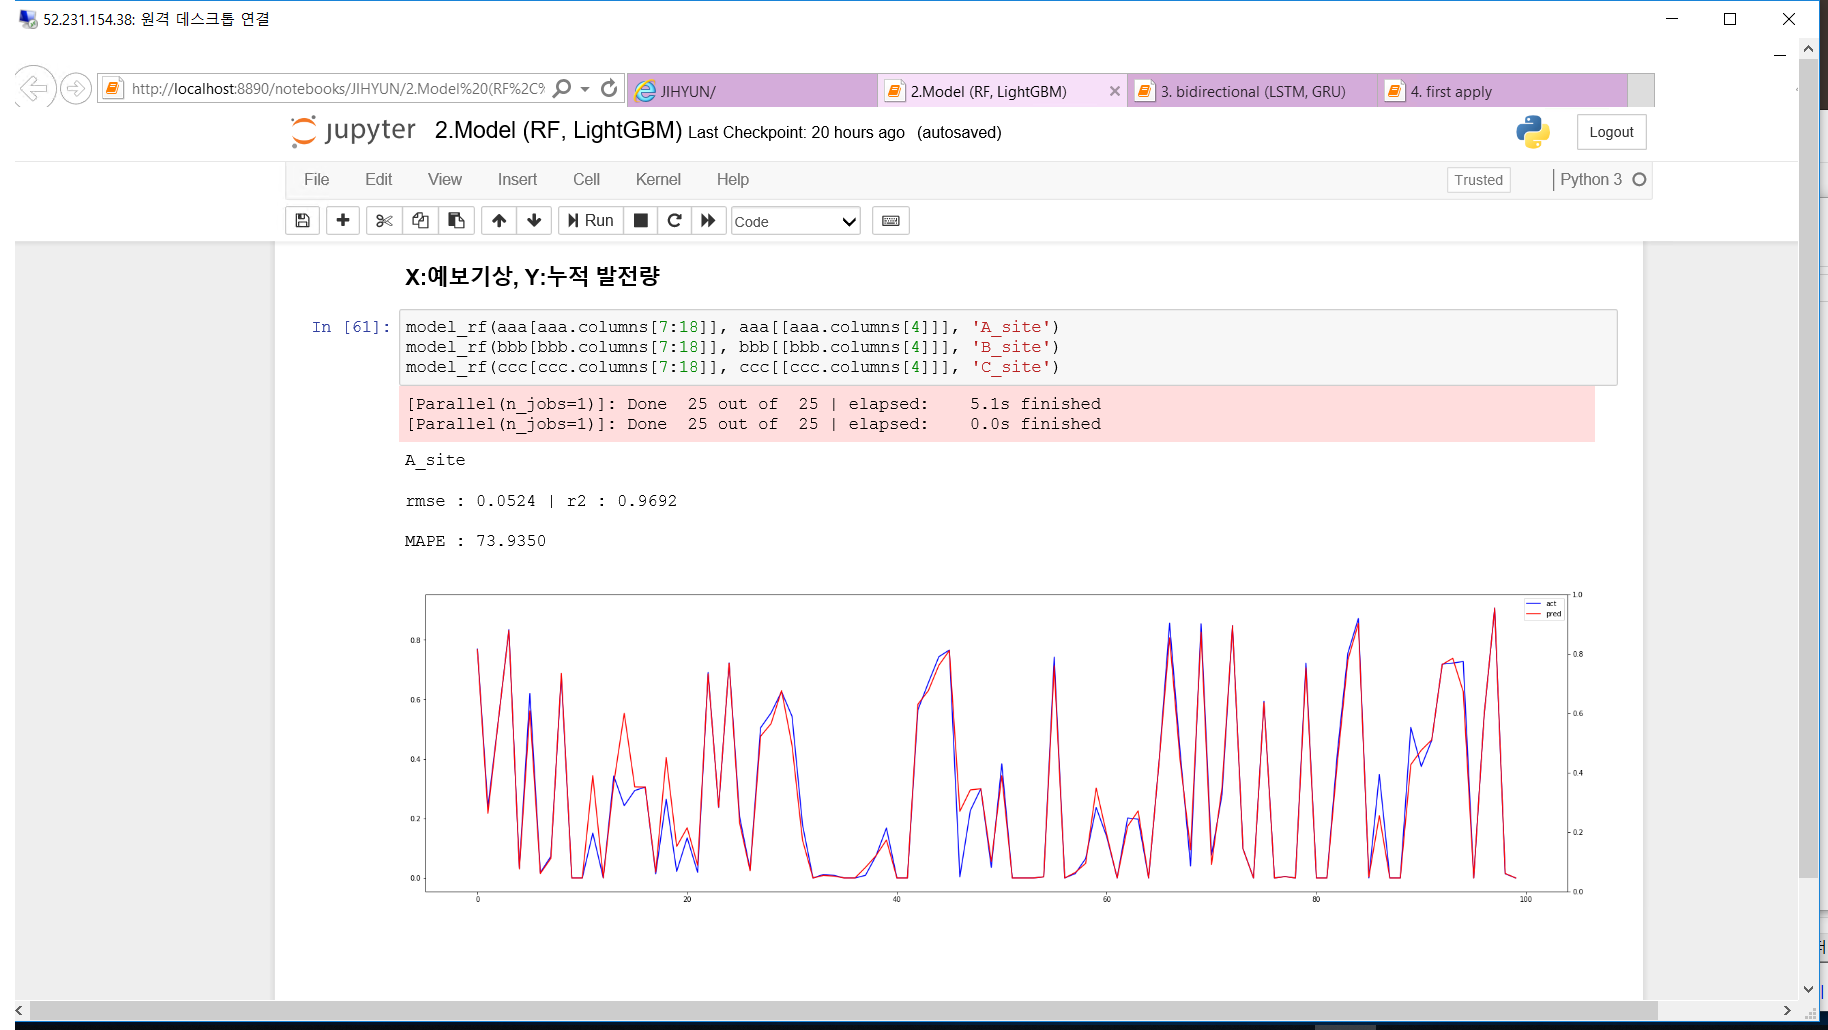 52.231.154.38: 원격 데스크톱 연결
http://localhost:8890/notebooks/JIHYUN/2.Model%20(RF%2C%
JIHYUN/
2.Model (RF, LightGBM)
3. bidirectional (LSTM, GRU)
4. first apply
jupyter 2.Model (RF, LightGBM) Last Checkpoint: 20 hours ago (autosaved)
Logout
File Edit View Insert Cell Kernel Help
Trusted
Python 3
Run
Code
X:예보기상, Y:누적 발전량
In [61]:
model_rf(aaa[aaa.columns[7:18]], aaa[[aaa.columns[4]]], 'A_site')
model_rf(bbb[bbb.columns[7:18]], bbb[[bbb.columns[4]]], 'B_site')
model_rf(ccc[ccc.columns[7:18]], ccc[[ccc.columns[4]]], 'C_site')
[Parallel(n_jobs=1)]: Done 25 out of 25 | elapsed: 5.1s finished
[Parallel(n_jobs=1)]: Done 25 out of 25 | elapsed: 0.0s finished
A_site
rmse : 0.0524 | r2 : 0.9692
MAPE : 73.9350
act
pred
0.8
0.6
0.4
0.2
0.0
1.0
0.8
0.6
0.4
0.2
0.0
0 20 40 60 80 100